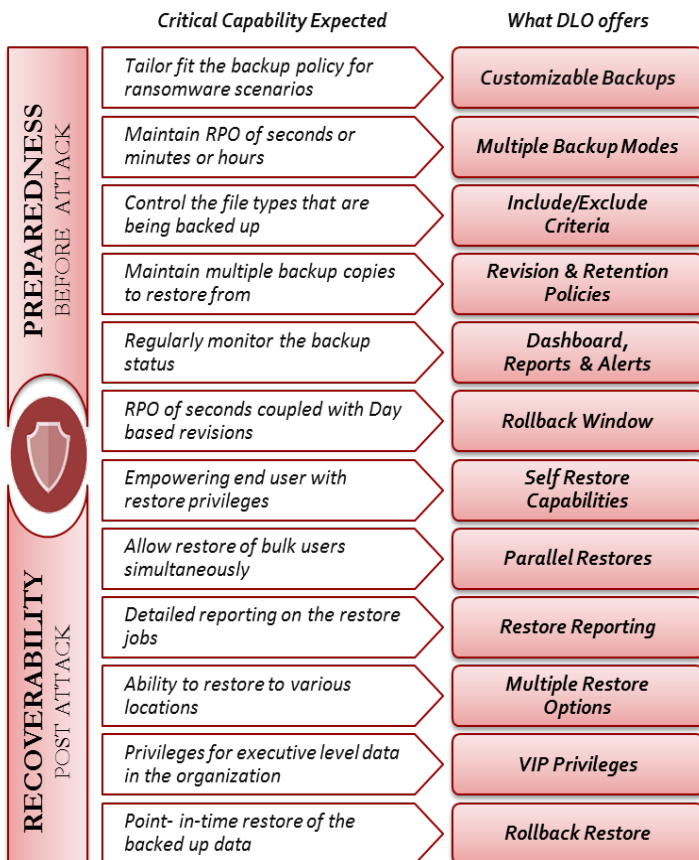 Critical Capability Expected
What DLO offers
PREPAREDNESS
BEFORE ATTACK
Tailor fit the backup policy for
ransomware scenarios
Customizable Backups
Maintain RPO of seconds or
minutes or hours
Multiple Backup Modes
Control the file types that are
being backed up
Include/Exclude
Criteria
Maintain multiple backup copies
to restore from
Revision & Retention
Policies
Regularly monitor the backup
status
Dashboard,
Reports & Alerts
RPO of seconds coupled with Day
based revisions
Rollback Window
Empowering end user with
restore privileges
Self Restore
Capabilities
RECOVERABILITY
POST ATTACK
Allow restore of bulk users
simultaneously
Parallel Restores
Detailed reporting on the restore
jobs
Restore Reporting
Ability to restore to various
locations
Multiple Restore
Options
Privileges for executive level data
in the organization
VIP Privileges
Point- in-time restore of the
backed up data
Rollback Restore